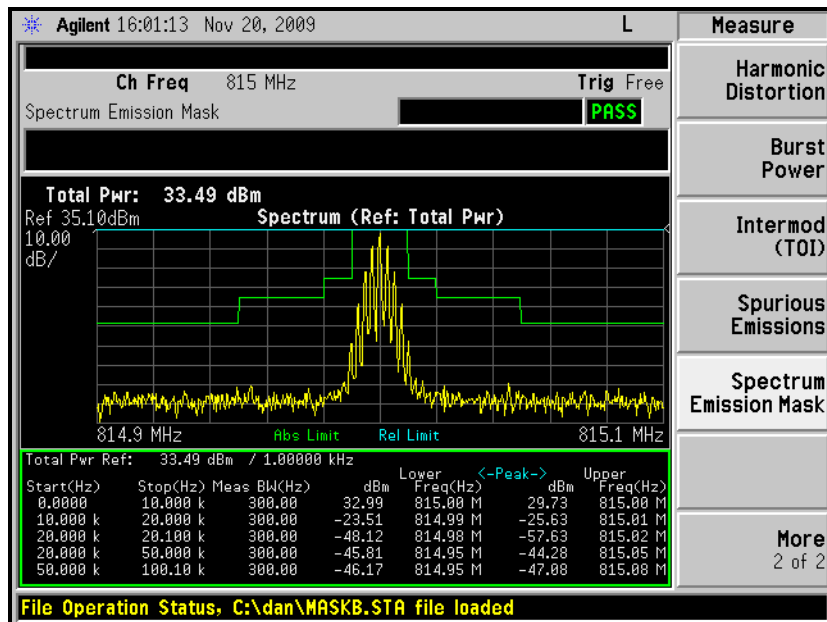 Agilent 16:01:13 Nov 20, 2009 L
Measure
Ch Freq 815 MHz Trig Free
Spectrum Emission Mask PASS
Harmonic
Distortion
Burst
Power
Intermod
(TOI)
Spurious
Emissions
Spectrum
Emission Mask
More
2 of 2
Total Pwr: 33.49 dBm
Ref 35.10dBm Spectrum (Ref: Total Pwr)
10.00
dB/
814.9 MHz Abs Limit Rel Limit 815.1 MHz
Total Pwr Ref: 33.49 dBm / 1.00000 kHz
Lower <-Peak-> Upper
Start(Hz) Stop(Hz) Meas BW(Hz) dBm Freq(Hz) dBm Freq(Hz)
0.0000 10.000 k 300.00 32.99 815.00 M 29.73 815.00 M
10.000 k 20.000 k 300.00 -23.51 814.99 M -25.63 815.01 M
20.000 k 20.100 k 300.00 -48.12 814.98 M -57.63 815.02 M
20.000 k 50.000 k 300.00 -45.81 814.95 M -44.28 815.05 M
50.000 k 100.10 k 300.00 -46.17 814.95 M -47.08 815.08 M
File Operation Status, C:\dan\MASKB.STA file loaded